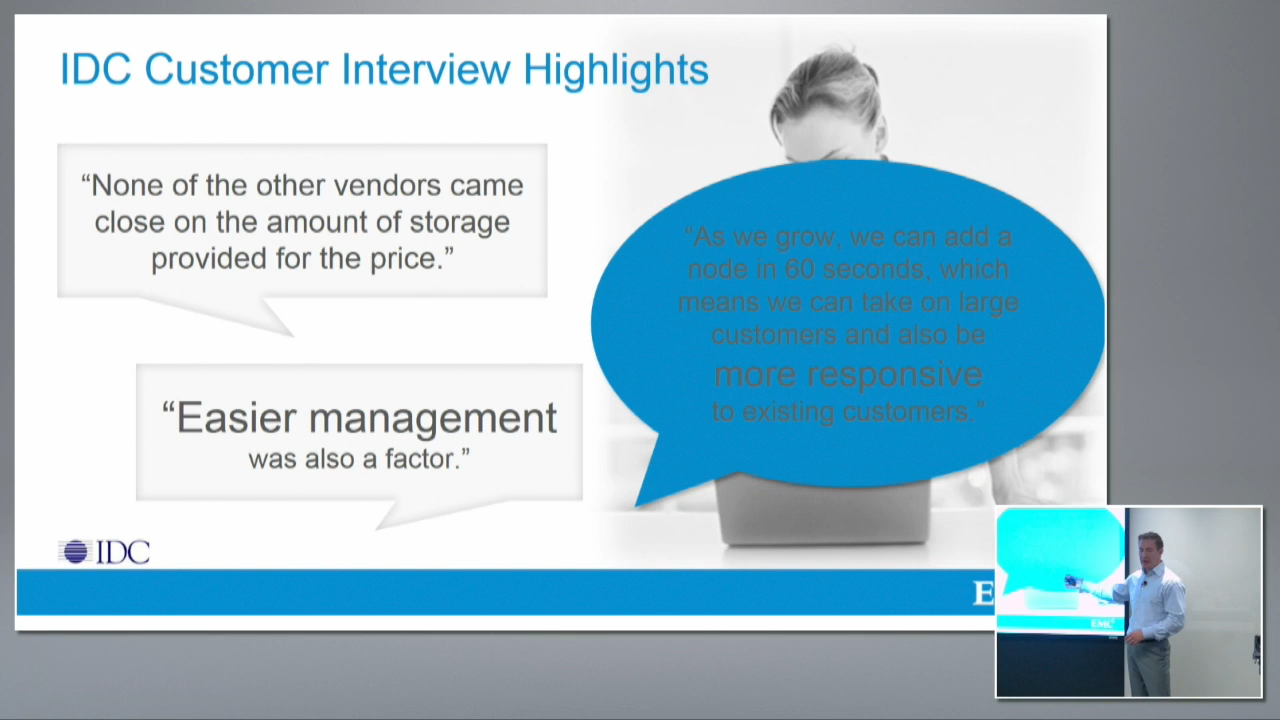 IDC Customer Interview Highlights
“None of the other vendors came
close on the amount of storage
provided for the price.”
“As we grow, we can add a
node in 60 seconds, which
means we can take on large
customers and also be
more responsive
to existing customers.”
“Easier management
was also a factor.”
IDC
E
EMC²